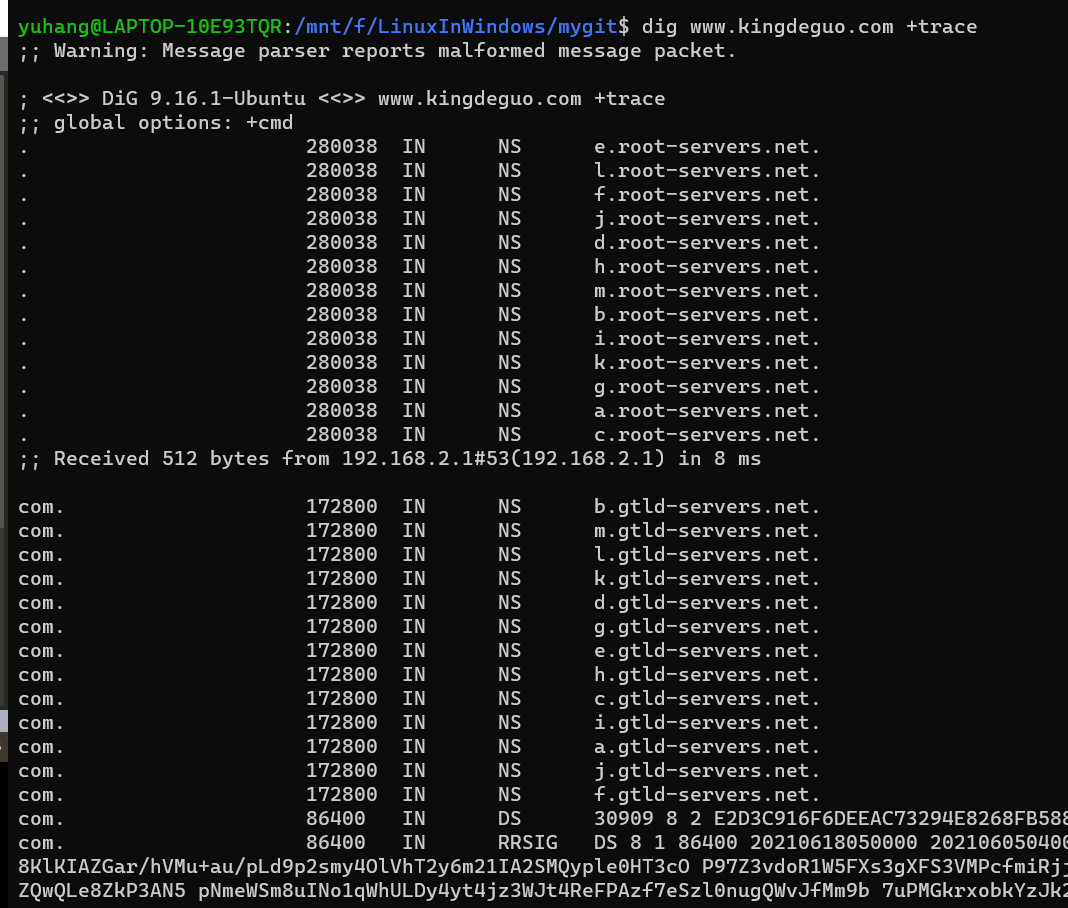 yuhang@LAPTOP-10E93TQR:/mnt/f/LinuxInWindows/mygit$ dig www.kingdeguo.com +trace
;; Warning: Message parser reports malformed message packet.
; <<>> DiG 9.16.1-Ubuntu <<>> www.kingdeguo.com +trace
;; global options: +cmd
. 280038 IN NS e.root-servers.net.
. 280038 IN NS l.root-servers.net.
. 280038 IN NS f.root-servers.net.
. 280038 IN NS j.root-servers.net.
. 280038 IN NS d.root-servers.net.
. 280038 IN NS h.root-servers.net.
. 280038 IN NS m.root-servers.net.
. 280038 IN NS b.root-servers.net.
. 280038 IN NS i.root-servers.net.
. 280038 IN NS k.root-servers.net.
. 280038 IN NS g.root-servers.net.
. 280038 IN NS a.root-servers.net.
. 280038 IN NS c.root-servers.net.
;; Received 512 bytes from 192.168.2.1#53(192.168.2.1) in 8 ms
com. 172800 IN NS b.gtld-servers.net.
com. 172800 IN NS m.gtld-servers.net.
com. 172800 IN NS l.gtld-servers.net.
com. 172800 IN NS k.gtld-servers.net.
com. 172800 IN NS d.gtld-servers.net.
com. 172800 IN NS g.gtld-servers.net.
com. 172800 IN NS e.gtld-servers.net.
com. 172800 IN NS h.gtld-servers.net.
com. 172800 IN NS c.gtld-servers.net.
com. 172800 IN NS i.gtld-servers.net.
com. 172800 IN NS a.gtld-servers.net.
com. 172800 IN NS j.gtld-servers.net.
com. 172800 IN NS f.gtld-servers.net.
com. 86400 IN DS 30909 8 2 E2D3C916F6DEEAC73294E8268FB588
com. 86400 IN RRSIG DS 8 1 86400 20210618050000 202106050400
8KlKIAZGar/hVMu+au/pLd9p2smy4OlVhT2y6m21IA2SMQyple0HT3cO P97Z3vdoR1W5FXs3gXFS3VMPcfmiRj
ZQwQLe8ZkP3AN5 pNmeWSm8uINo1qWhULDy4yt4jz3WJt4ReFPAzf7eSzl0nugQWvJfMm9b 7uPMGkrxobkYzJk2